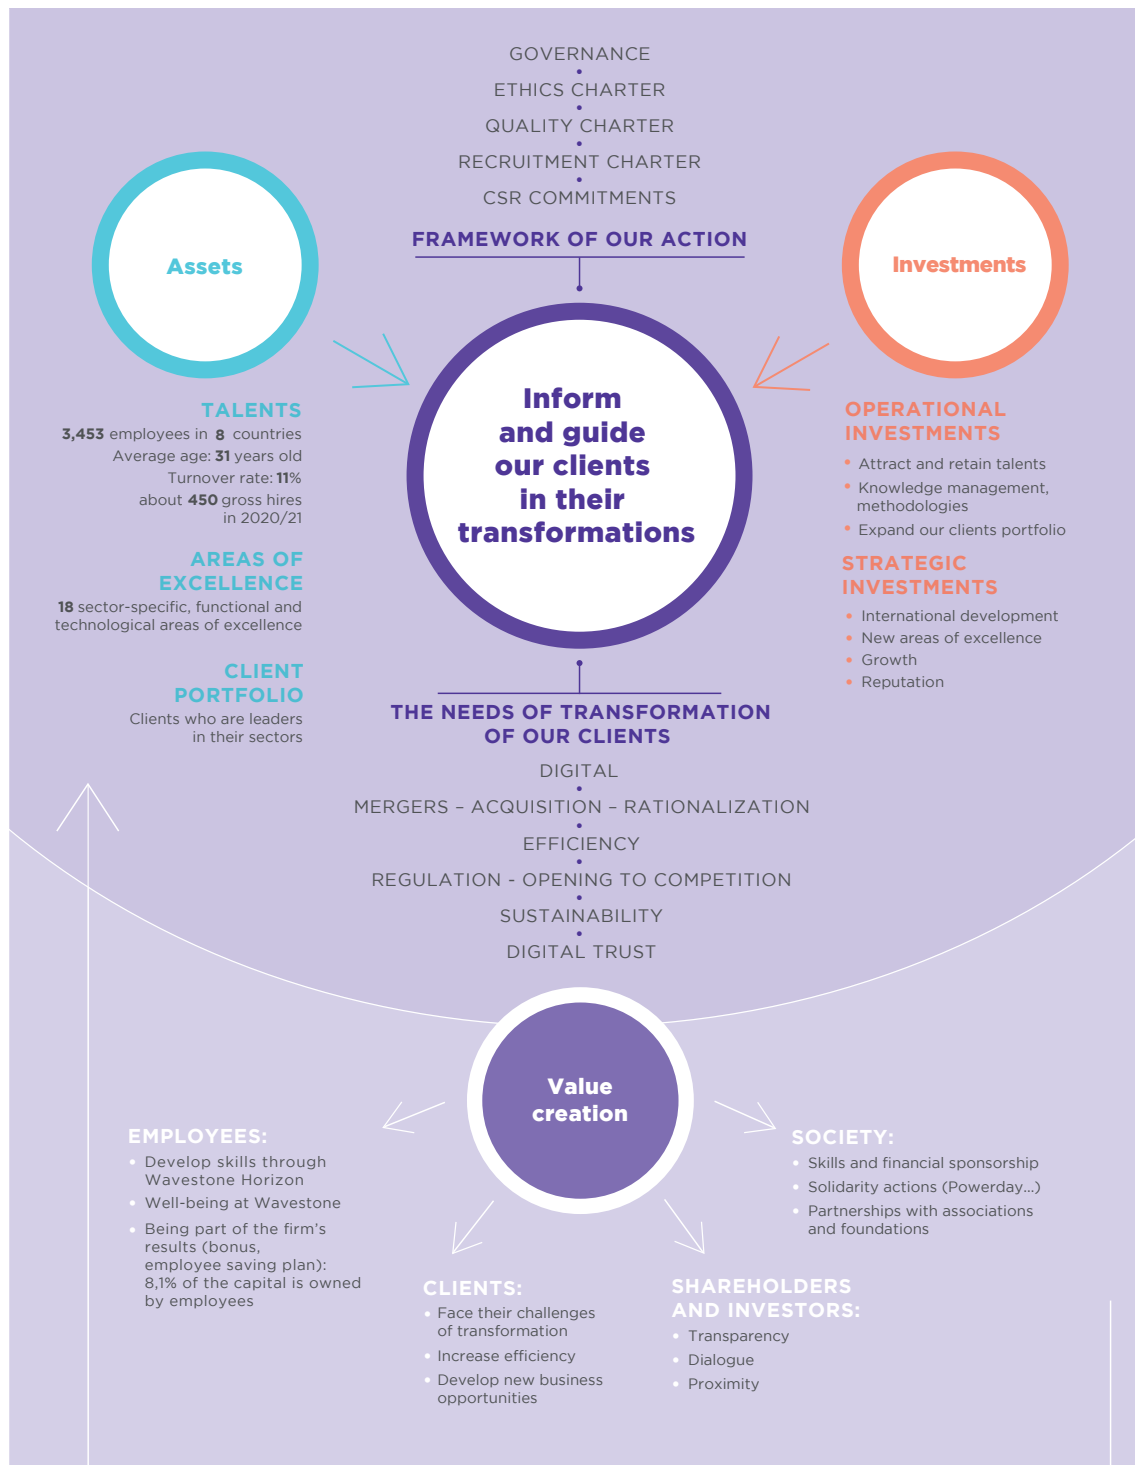 GOVERNANCE
ETHICS CHARTER
QUALITY CHARTER
RECRUITMENT CHARTER
CSR COMMITMENTS
FRAMEWORK OF OUR ACTION
Assets
Investments
Inform
and guide
our clients
in their
transformations
TALENTS
3,453 employees in 8 countries
Average age: 31 years old
Turnover rate: 11%
about 450 gross hires
in 2020/21
AREAS OF
EXCELLENCE
18 sector-specific, functional and
technological areas of excellence
CLIENT
PORTFOLIO
Clients who are leaders
in their sectors
OPERATIONAL
INVESTMENTS
• Attract and retain talents
• Knowledge management,
methodologies
• Expand our clients portfolio
STRATEGIC
INVESTMENTS
• International development
• New areas of excellence
• Growth
• Reputation
THE NEEDS OF TRANSFORMATION
OF OUR CLIENTS
DIGITAL
MERGERS – ACQUISITION – RATIONALIZATION
EFFICIENCY
REGULATION - OPENING TO COMPETITION
SUSTAINABILITY
DIGITAL TRUST
Value
creation
EMPLOYEES:
• Develop skills through
Wavestone Horizon
• Well-being at Wavestone
• Being part of the firm's
results (bonus,
employee saving plan):
8,1% of the capital is owned
by employees
CLIENTS:
• Face their challenges
of transformation
• Increase efficiency
• Develop new business
opportunities
SHAREHOLDERS
AND INVESTORS:
• Transparency
• Dialogue
• Proximity
SOCIETY:
• Skills and financial sponsorship
• Solidarity actions (Powerday...)
• Partnerships with associations
and foundations